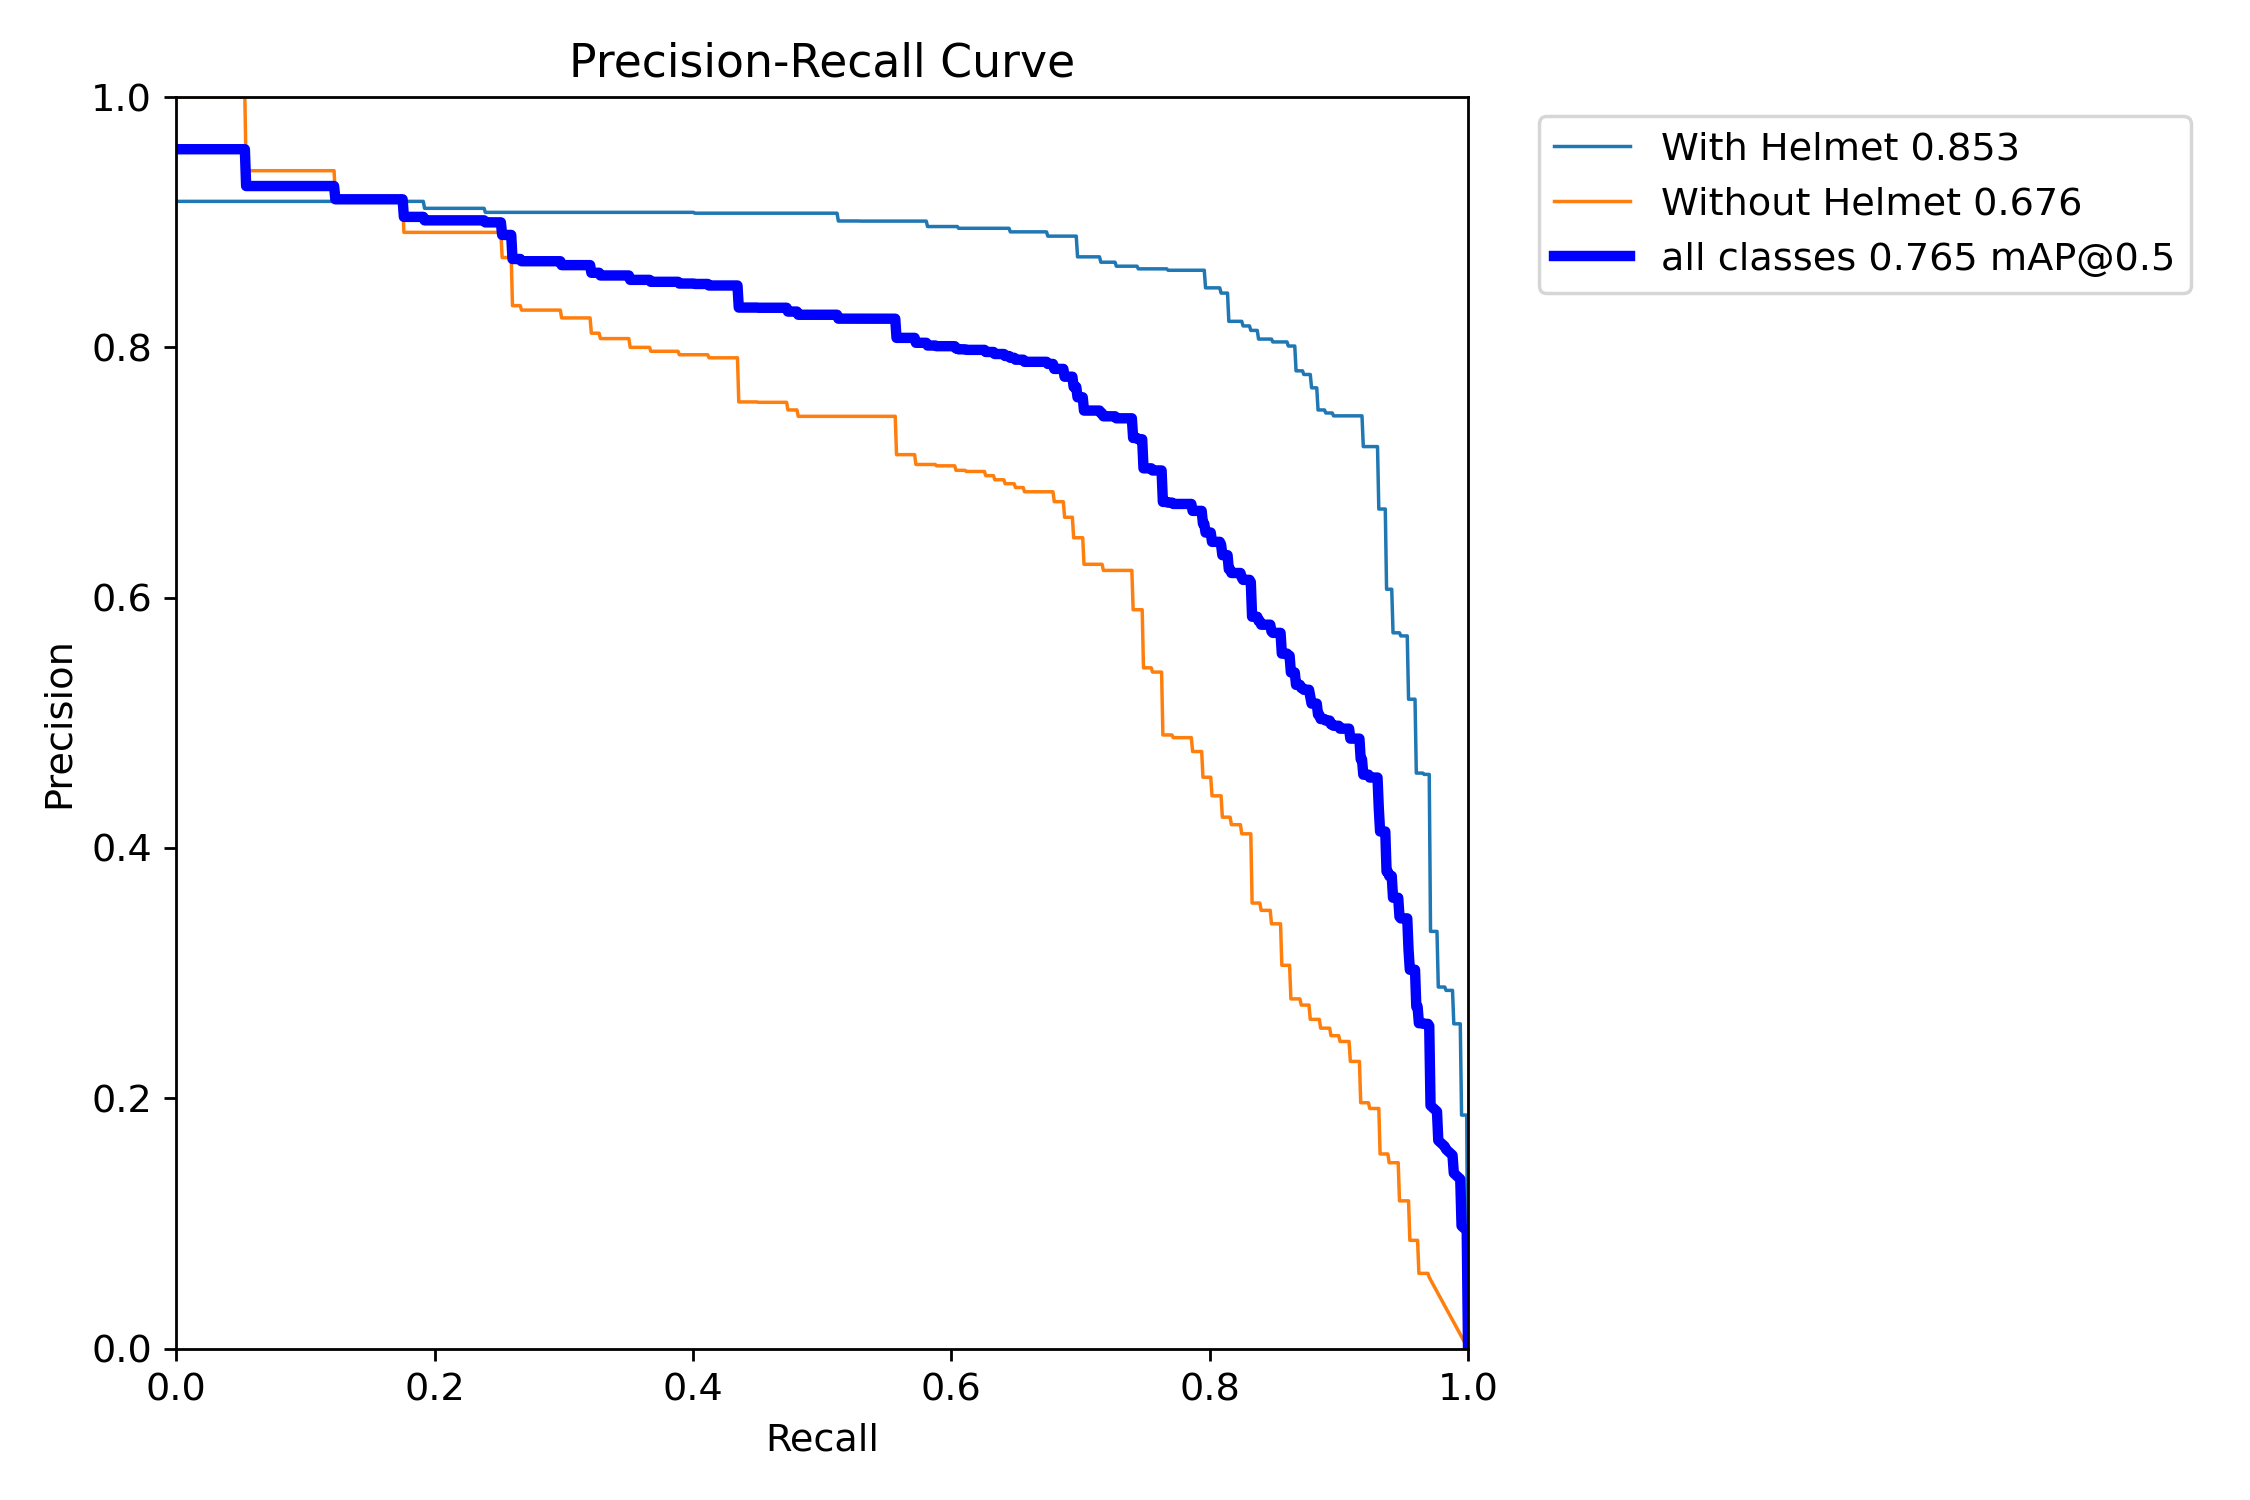 Precision-Recall Curve
With Helmet 0.853
Without Helmet 0.676
all classes 0.765 mAP@0.5
Precision
1.0
0.8
0.6
0.4
0.2
0.0
0.0 0.2 0.4 0.6 0.8 1.0
Recall